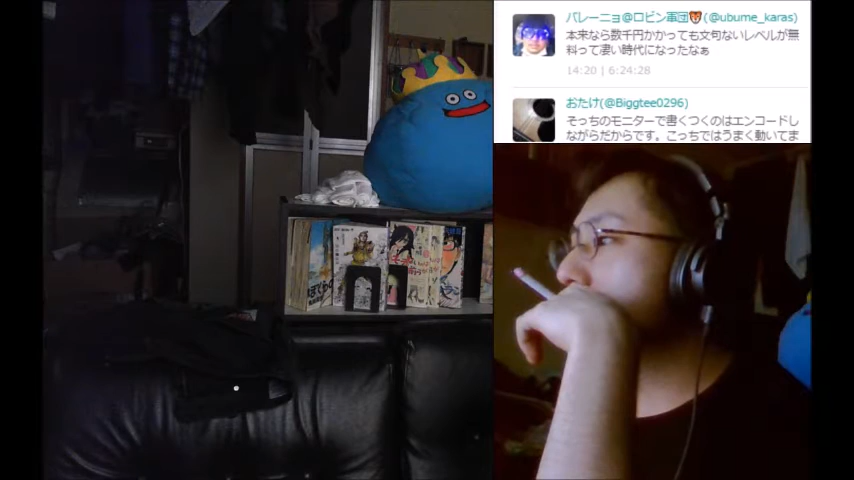 バレーニョ@ロビン軍団🐯(@ubume_karas)
本来なら数千円かかっても文句ないレベルが無
料って凄い時代になったなぁ
14:20 | 6:24:28
おたけ(@Biggtee0296)
そっちのモニターで書くつくのはエンコードし
ながらだからです。こっちではうまく動いてま